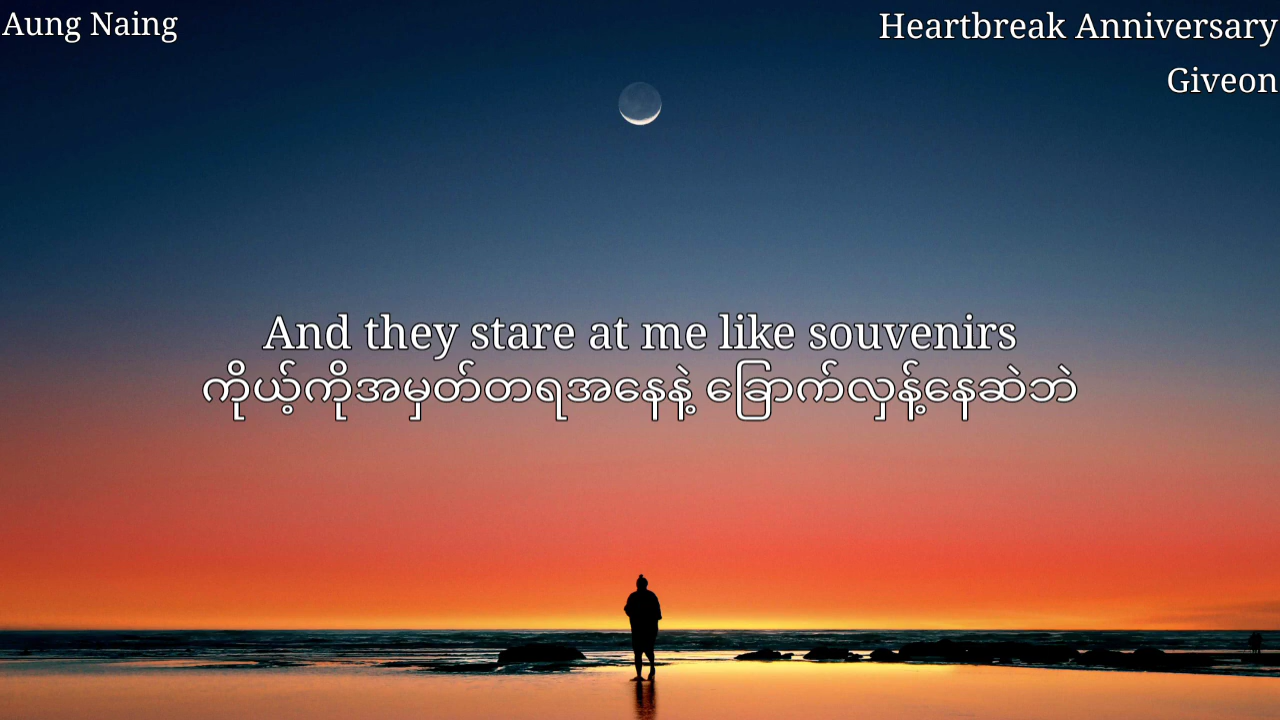 Aung Naing
Heartbreak Anniversary
Giveon
And they stare at me like souvenirs
ကိုယ့်ကိုအမှတ်တရအနေနဲ့ ခြောက်လှန့်နေဆဲဘဲ